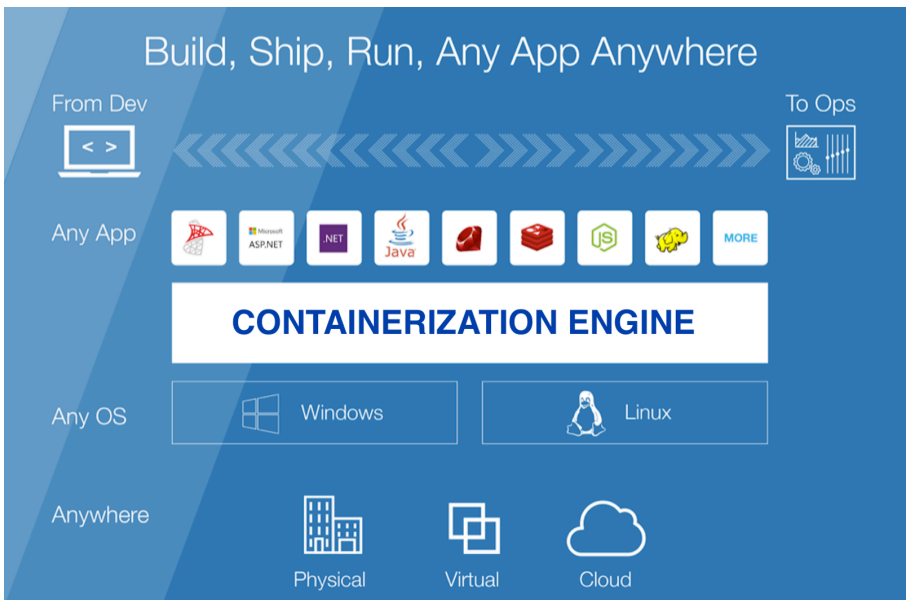 Build, Ship, Run, Any App Anywhere
From Dev
To Ops
< >
Any App
Microsoft
ASP.NET
.NET
Java
JS
MORE
CONTAINERIZATION ENGINE
Any OS
Windows
Linux
Anywhere
Physical
Virtual
Cloud